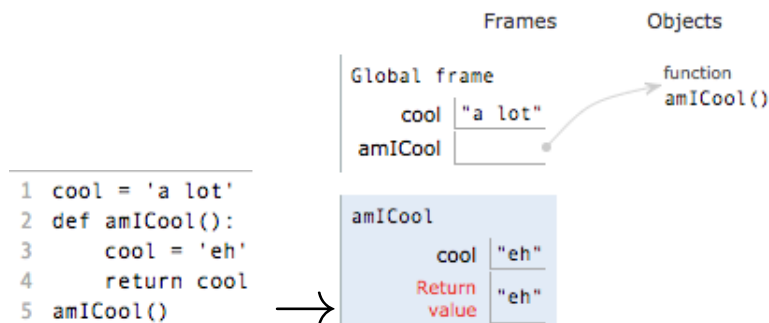 Frames Objects
Global frame
cool "a lot"
amICool
function
amICool()
1 cool = 'a lot'
2 def amICool():
3     cool = 'eh'
4     return cool
5 amICool()
amICool
cool "eh"
Return
value "eh"